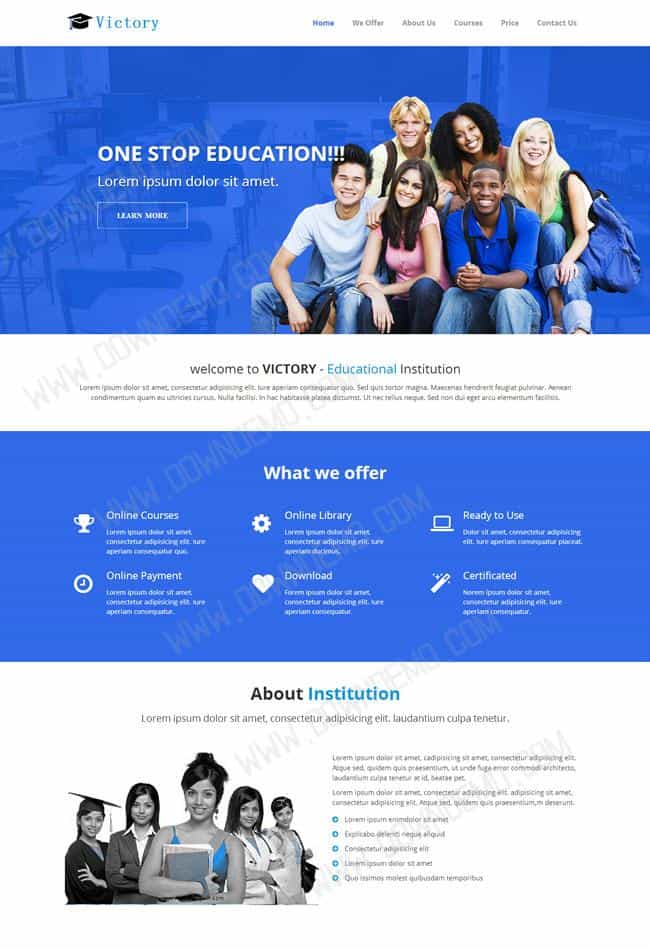 Victory
Home We Offer About Us Courses Price Contact Us
ONE STOP EDUCATION!!!
Lorem ipsum dolor sit amet.
LEARN MORE
welcome to VICTORY - Educational Institution
Lorem ipsum dolor sit amet, consectetur adipisicing elit. Iure aperiam consequatur quo. Sed quis tortor magna. Maecenas hendrerit feugiat pulvinar. Aenean
condimentum quam eu ultricies cursus. Nulla facilisi. In hac habitasse platea dictumst. Ut nec tellus neque. Sed non dui eget arcu elementum facilisis.
What we offer
Online Courses
Lorem ipsum dolor sit amet,
consectetur adipisicing elit. Iure
aperiam consequatur quo.
Online Library
Lorem ipsum dolor sit amet,
consectetur adipisicing elit. Iure
aperiam ducimus.
Ready to Use
Dolor sit amet, consectetur adipisicing
elit. Iure aperiam consequatur placeat.
Online Payment
Lorem ipsum dolor sit amet,
consectetur adipisicing elit. Iure
aperiam consequatur.
Download
Lorem ipsum dolor sit amet,
consectetur adipisicing elit. Iure
aperiam consequatur.
Certificated
Norem ipsum dolor sit amet,
consectetur adipisicing elit. Iure
aperiam consequatur.
About Institution
Lorem ipsum dolor sit amet, consectetur adipisicing elit. laudantium culpa tenetur.
Lorem ipsum dolor sit amet, cadipisicing sit amet, consectetur adipisicing elit.
Atque sed, quidem quis praesentium, ut unde fuga error commodi architecto,
laudantium culpa tenetur at id, beatae pet.
Lorem ipsum dolor sit amet, consectetur adipisicing elit. sit amet, consectetur
adipisicing elit. Atque sed, quidem quis praesentium,m deserunt.
Lorem ipsum enimdolor sit amet
Explicabo deleniti neque aliquid
Consectetur adipisicing elit
Lorem ipsum dolor sit amet
Quo issimos molest quibusdam temporibus
WWW.DOWNDEMO.COM
WWW.DOWNDEMO.COM
WWW.DOWNDEMO.COM
WWW.DOWNDEMO.COM
WWW.DOWNDEMO.COM